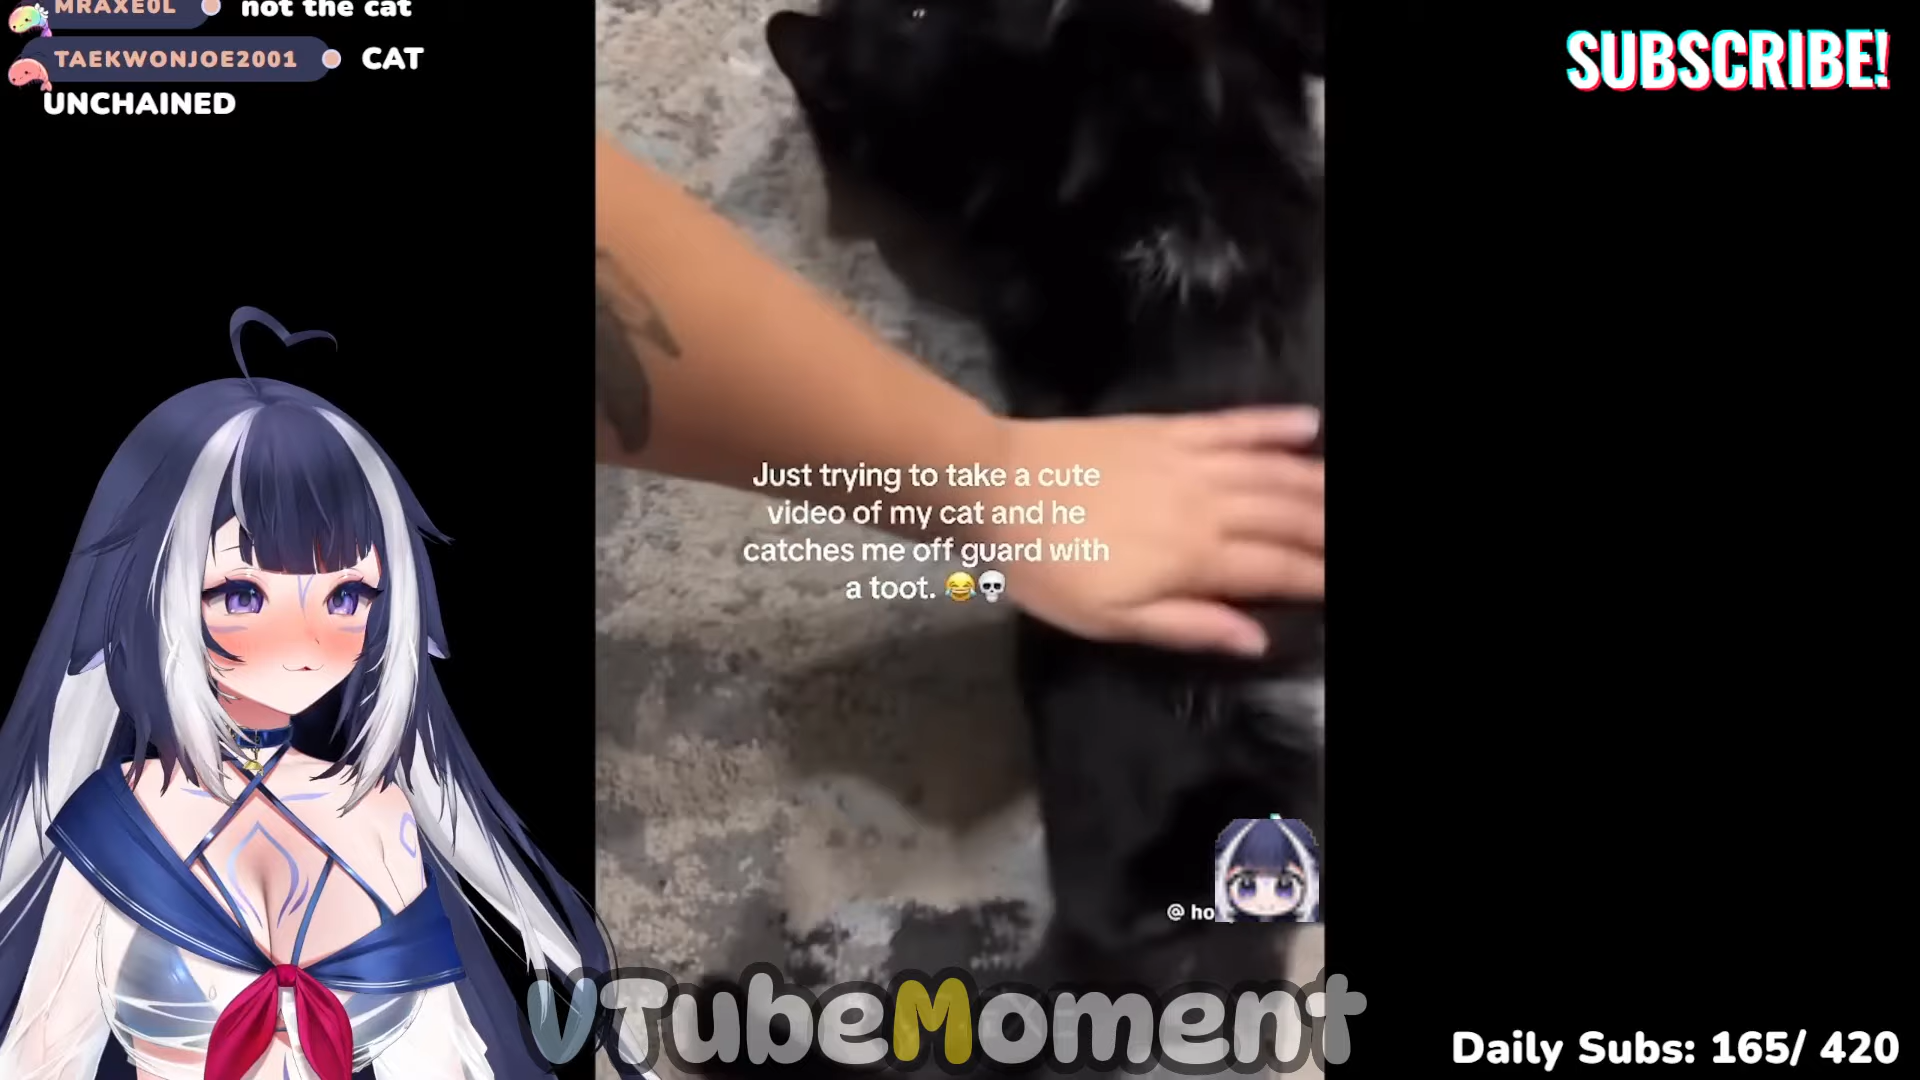 MRAXE0L not the cat
TAEKWONJOE2001 CAT
UNCHAINED
SUBSCRIBE!
Just trying to take a cute
video of my cat and he
catches me off guard with
a toot. 😂💀
@ ho
VTubeMoment
Daily Subs: 165/ 420